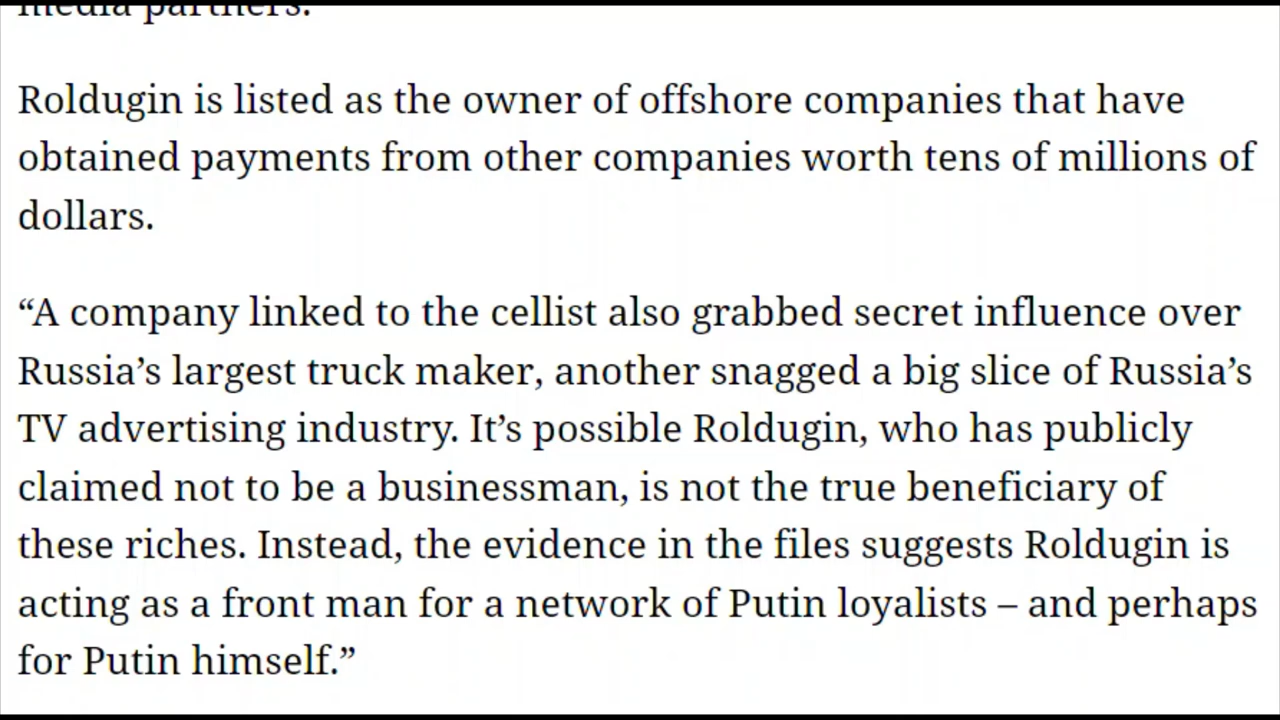 media partners.
Roldugin is listed as the owner of offshore companies that have
obtained payments from other companies worth tens of millions of
dollars.
“A company linked to the cellist also grabbed secret influence over
Russia’s largest truck maker, another snagged a big slice of Russia’s
TV advertising industry. It’s possible Roldugin, who has publicly
claimed not to be a businessman, is not the true beneficiary of
these riches. Instead, the evidence in the files suggests Roldugin is
acting as a front man for a network of Putin loyalists – and perhaps
for Putin himself.”